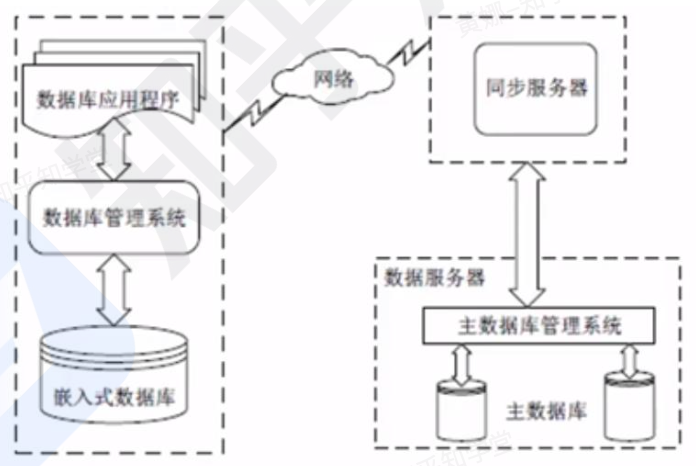 数据库应用程序
网络
同步服务器
数据库管理系统
数据服务器
主数据库管理系统
嵌入式数据库
主数据库